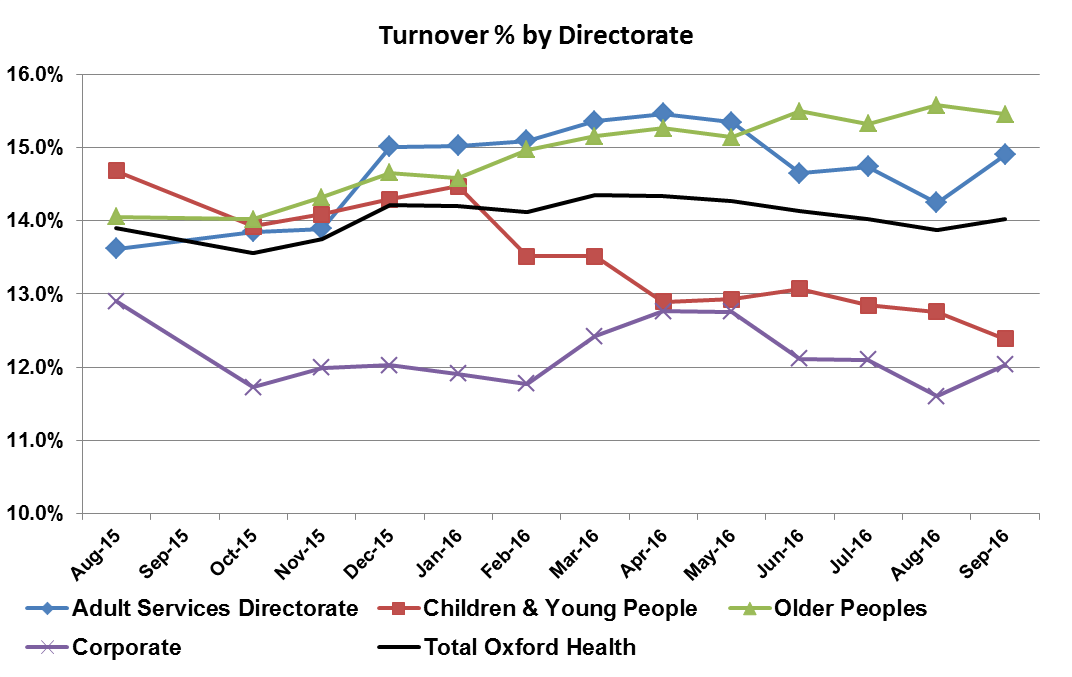 Turnover % by Directorate
16.0%
15.0%
14.0%
13.0%
12.0%
11.0%
10.0%
Aug-15 Sep-15 Oct-15 Nov-15 Dec-15 Jan-16 Feb-16 Mar-16 Apr-16 May-16 Jun-16 Jul-16 Aug-16 Sep-16
Adult Services Directorate Children & Young People Older Peoples
Corporate Total Oxford Health